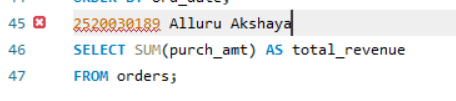 45 2520030189 Alluru Akshaya
46 SELECT SUM(purch_amt) AS total_revenue
47 FROM orders;